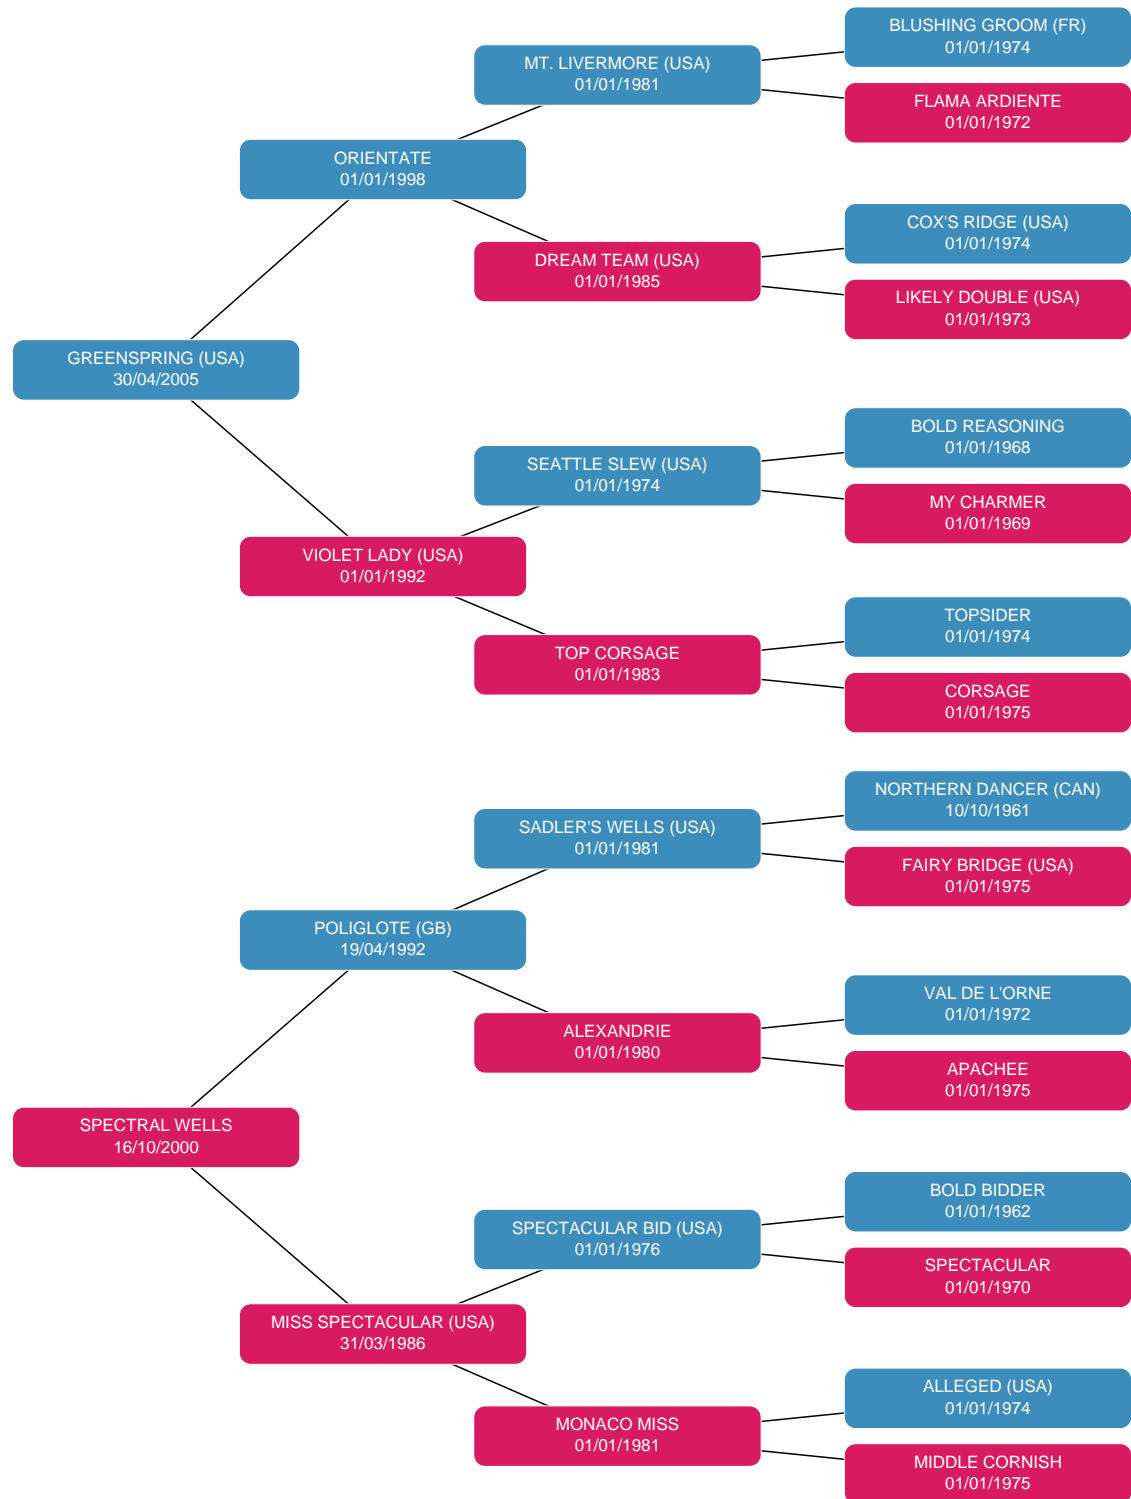 BLUSHING GROOM (FR)
01/01/1974
MT. LIVERMORE (USA)
01/01/1981
FLAMA ARDIENTE
01/01/1972
ORIENTATE
01/01/1998
COX'S RIDGE (USA)
01/01/1974
DREAM TEAM (USA)
01/01/1985
LIKELY DOUBLE (USA)
01/01/1973
GREENSPRING (USA)
30/04/2005
BOLD REASONING
01/01/1968
SEATTLE SLEW (USA)
01/01/1974
MY CHARMER
01/01/1969
VIOLET LADY (USA)
01/01/1992
TOPSIDER
01/01/1974
TOP CORSAGE
01/01/1983
CORSAGE
01/01/1975
NORTHERN DANCER (CAN)
10/10/1961
SADLER'S WELLS (USA)
01/01/1981
FAIRY BRIDGE (USA)
01/01/1975
POLIGLOTE (GB)
19/04/1992
VAL DE L'ORNE
01/01/1972
ALEXANDRIE
01/01/1980
APACHEE
01/01/1975
SPECTRAL WELLS
16/10/2000
BOLD BIDDER
01/01/1962
SPECTACULAR BID (USA)
01/01/1976
SPECTACULAR
01/01/1970
MISS SPECTACULAR (USA)
31/03/1986
ALLEGED (USA)
01/01/1974
MONACO MISS
01/01/1981
MIDDLE CORNISH
01/01/1975